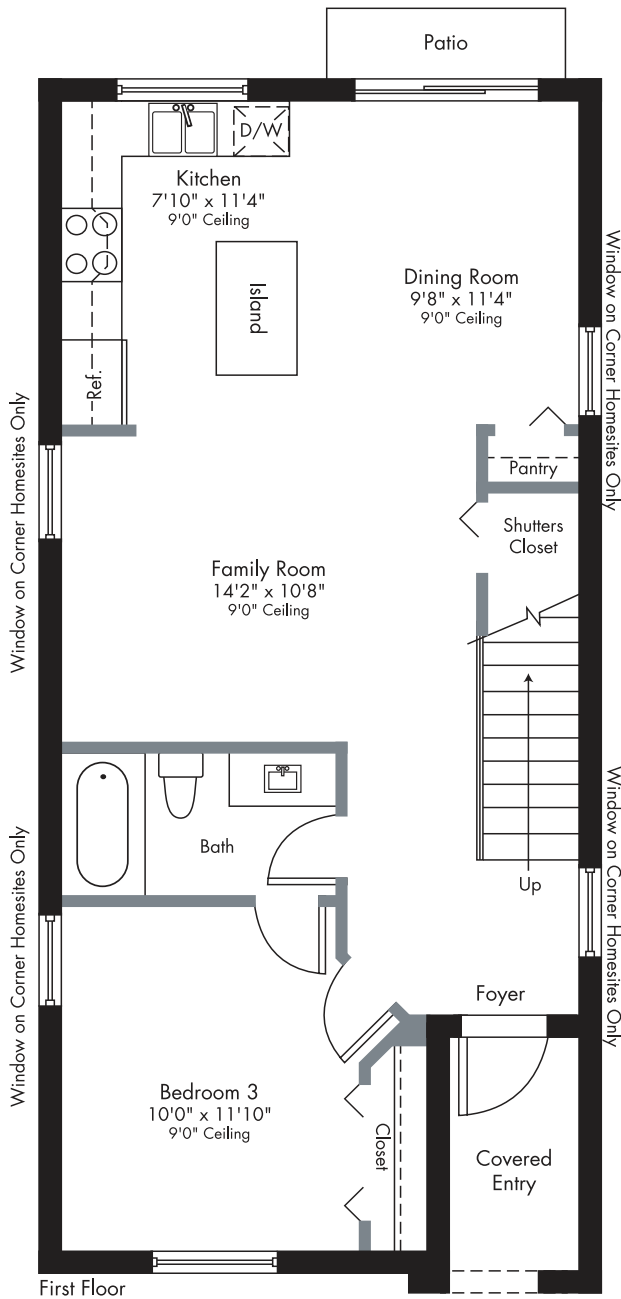 Patio
D/W
Kitchen
7'10" x 11'4"
9'0" Ceiling
Island
Dining Room
9'8" x 11'4"
9'0" Ceiling
Window on Corner Homesites Only
Ref.
Window on Corner Homesites Only
Pantry
Shutters
Closet
Family Room
14'2" x 10'8"
9'0" Ceiling
Bath
Up
Window on Corner Homesites Only
Window on Corner Homesites Only
Foyer
Bedroom 3
10'0" x 11'10"
9'0" Ceiling
Closet
Covered
Entry
First Floor